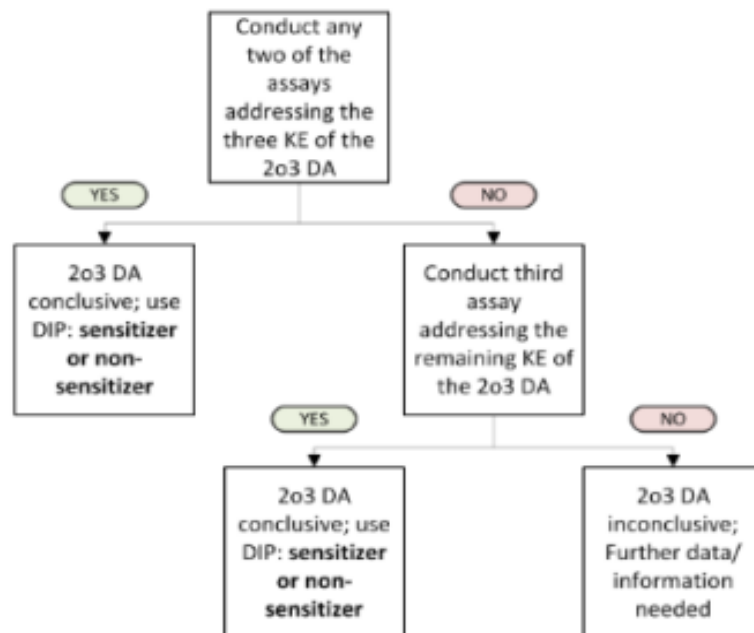 Conduct any
two of the
assays
addressing the
three KE of the
2o3 DA
YES
NO
2o3 DA
conclusive; use
DIP: sensitizer
or non-
sensitizer
Conduct third
assay
addressing the
remaining KE of
the 2o3 DA
YES
NO
2o3 DA
conclusive; use
DIP: sensitizer
or non-
sensitizer
2o3 DA
inconclusive;
Further data/
information
needed